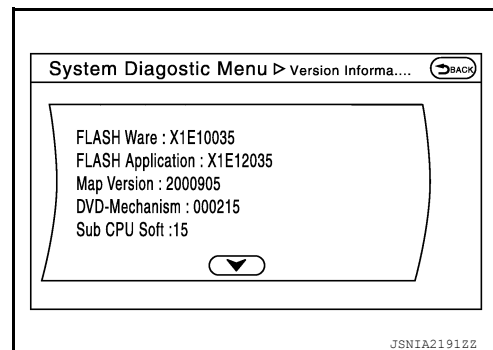 System Diagostic Menu ▷ Version Informa....
BACK
FLASH Ware : X1E10035
FLASH Application : X1E12035
Map Version : 2000905
DVD-Mechanism : 000215
Sub CPU Soft :15
JSNIA2191ZZ